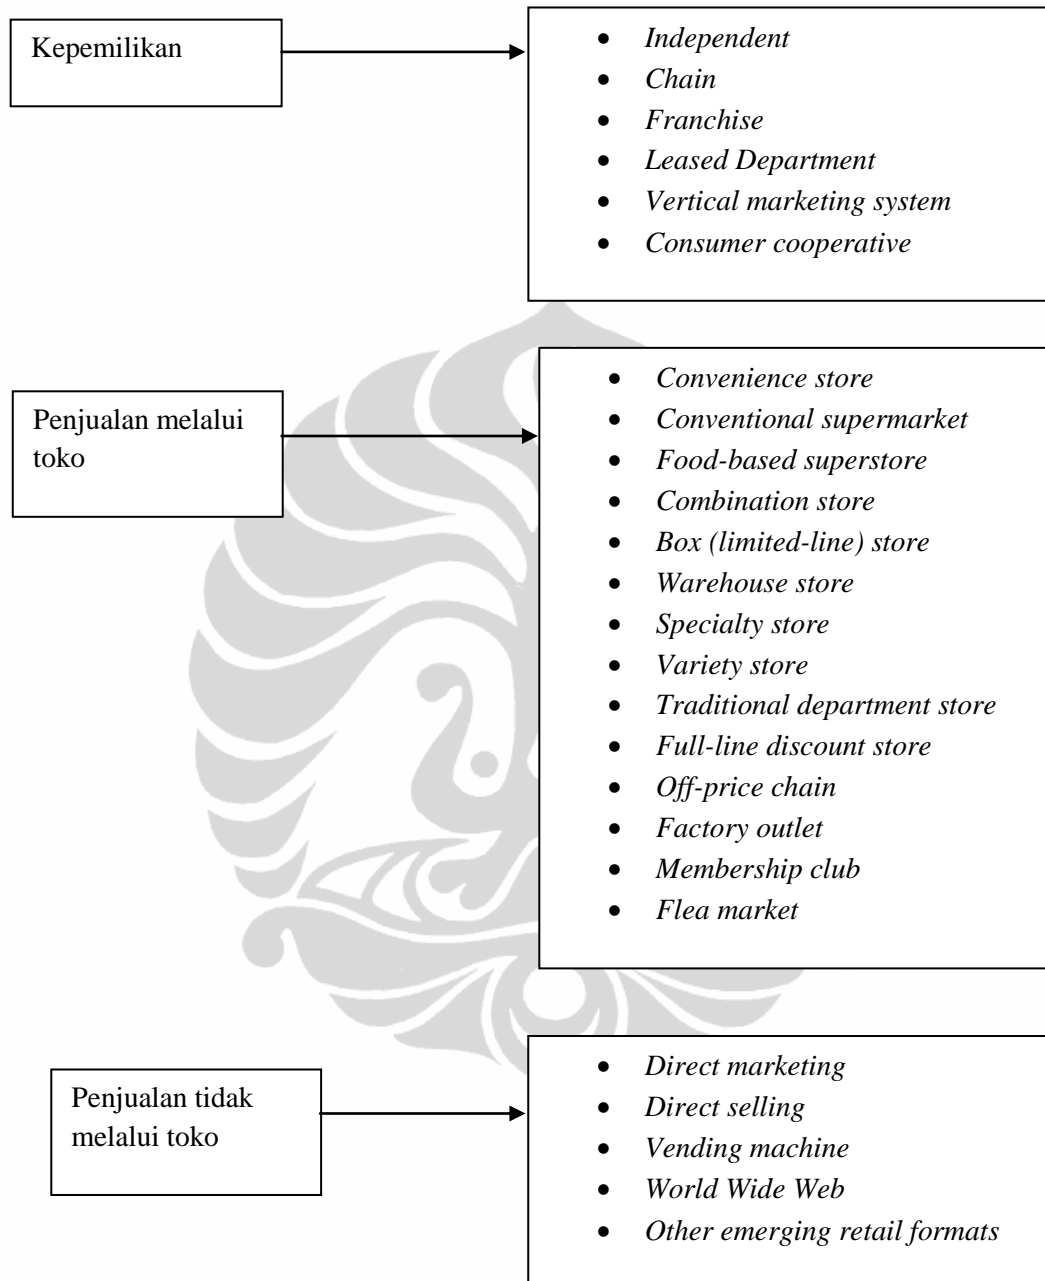 Kepemilikan
• Independent
• Chain
• Franchise
• Leased Department
• Vertical marketing system
• Consumer cooperative
Penjualan melalui
toko
• Convenience store
• Conventional supermarket
• Food-based superstore
• Combination store
• Box (limited-line) store
• Warehouse store
• Specialty store
• Variety store
• Traditional department store
• Full-line discount store
• Off-price chain
• Factory outlet
• Membership club
• Flea market
Penjualan tidak
melalui toko
• Direct marketing
• Direct selling
• Vending machine
• World Wide Web
• Other emerging retail formats